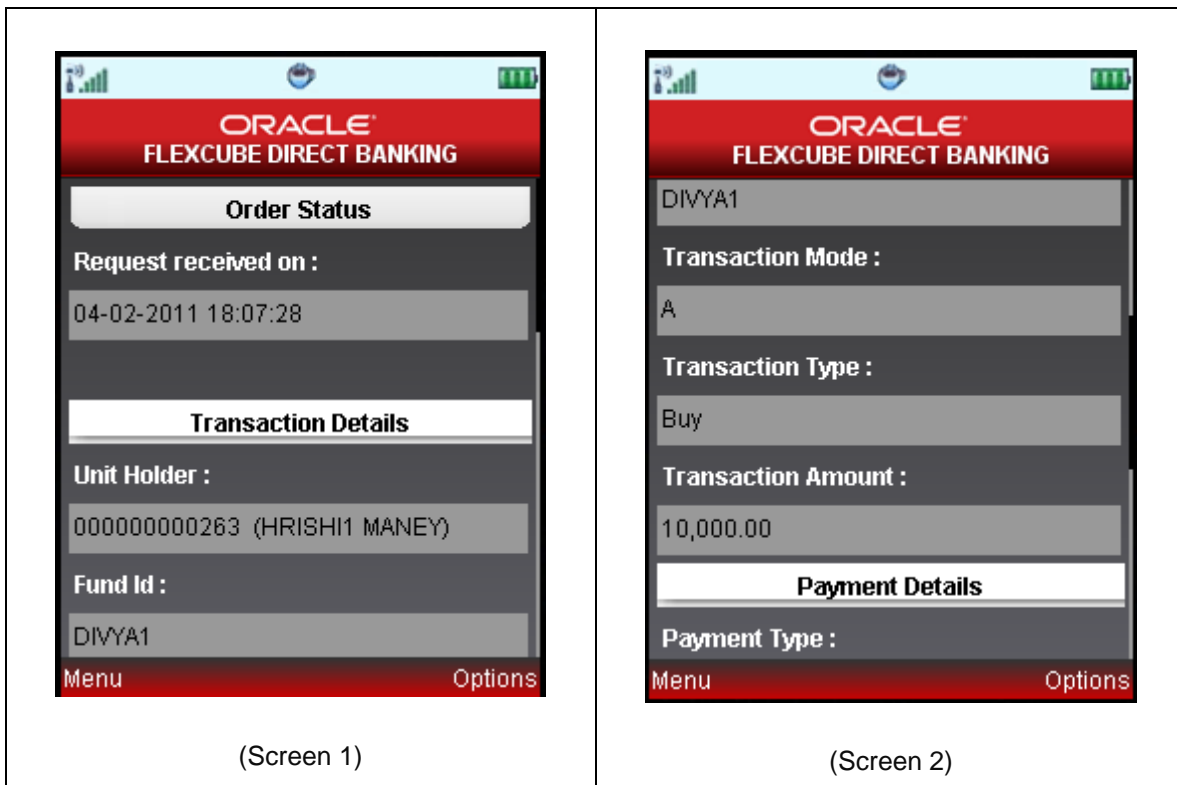 ORACLE®
FLEXCUBE DIRECT BANKING
Order Status
Request received on :
04-02-2011 18:07:28
Transaction Details
Unit Holder :
000000000263 (HRISHI1 MANEY)
Fund Id :
DIVYA1
Menu Options
(Screen 1)
ORACLE®
FLEXCUBE DIRECT BANKING
DIVYA1
Transaction Mode :
A
Transaction Type :
Buy
Transaction Amount :
10,000.00
Payment Details
Payment Type :
Menu Options
(Screen 2)